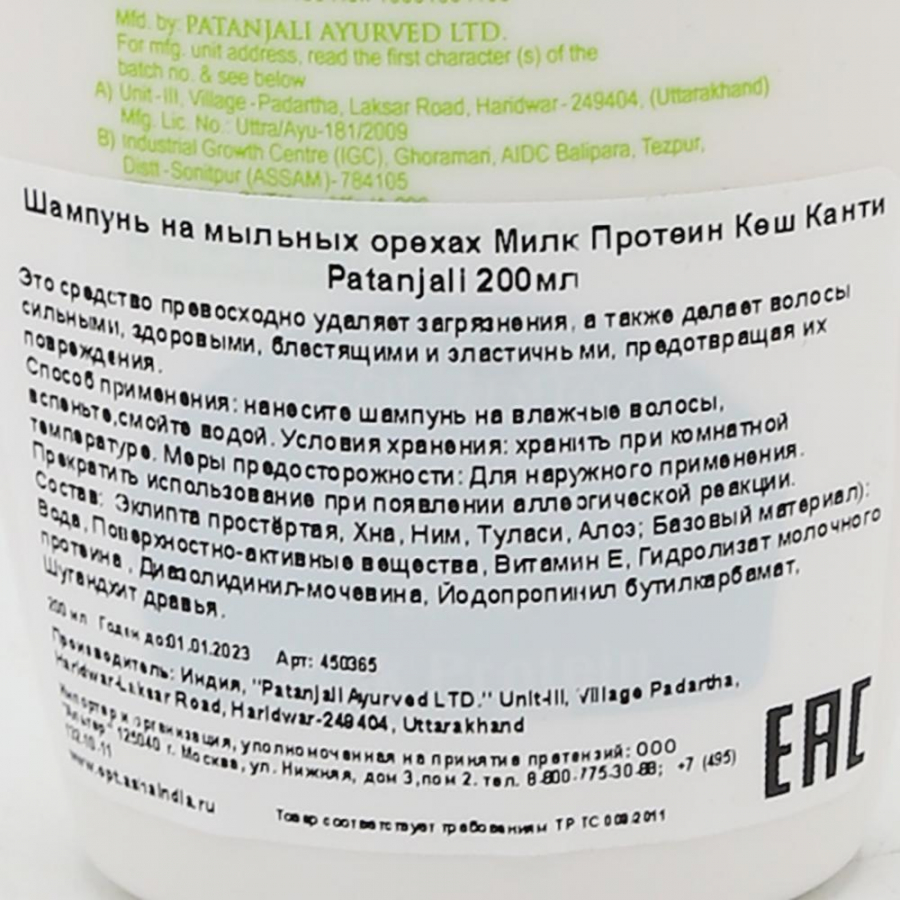 Mfd. by: PATANJALI AYURVED LTD.
For mfg. unit address, read the first character (s) of the
batch no. & see below
A) Unit-III, Village-Padartha, Laksar Road, Haridwar-249404, (Uttarakhand)
Mfg. Lic. No.: Uttra/Ayu-181/2009
B) Industrial Growth Centre (IGC), Ghoramari, AIDC Balipara, Tezpur,
Distt-Sonitpur (ASSAM)-784105
Шампунь на мыльных орехах Милк Протеин Кеш Канти
Patanjali 200мл
Это средство превосходно удаляет загрязнения, а также делает волосы
сильными, здоровыми, блестящими и эластичными, предотвращая их
повреждения.
Способ применения: нанесите шампунь на влажные волосы,
вспеньте,смойте водой. Условия хранения: хранить при комнатной
температуре. Меры предосторожности: Для наружного применения.
Прекратить использование при появлении аллергической реакции.
Состав: Эклипта простёртая, Хна, Ним, Туласи, Алоэ; Базовый материал):
Вода, Поверхностно-активные вещества, Витамин Е, Гидролизат молочного
протеина, Диазолидинил-мочевина, Йодопропинил бутилкарбамат,
Шугандхит дравья.
200 мл Годен до:01.01.2023 Арт: 450365
Производитель: Индия, "Patanjali Ayurved LTD." Unit-III, Village Padartha,
Haridwar-Laksar Road, Haridwar-249404, Uttarakhand
Импортер и организация, уполномоченная на принятие претензий: ООО
"Альтер" 125040 г. Москва, ул. Нижняя, дом 3,пом 2. тел. 8-800-775-30-88; +7 (495)
732-10-11
www.opt.asnaindia.ru
Товар соответствует требованиям ТР ТС 009/2011
EAC